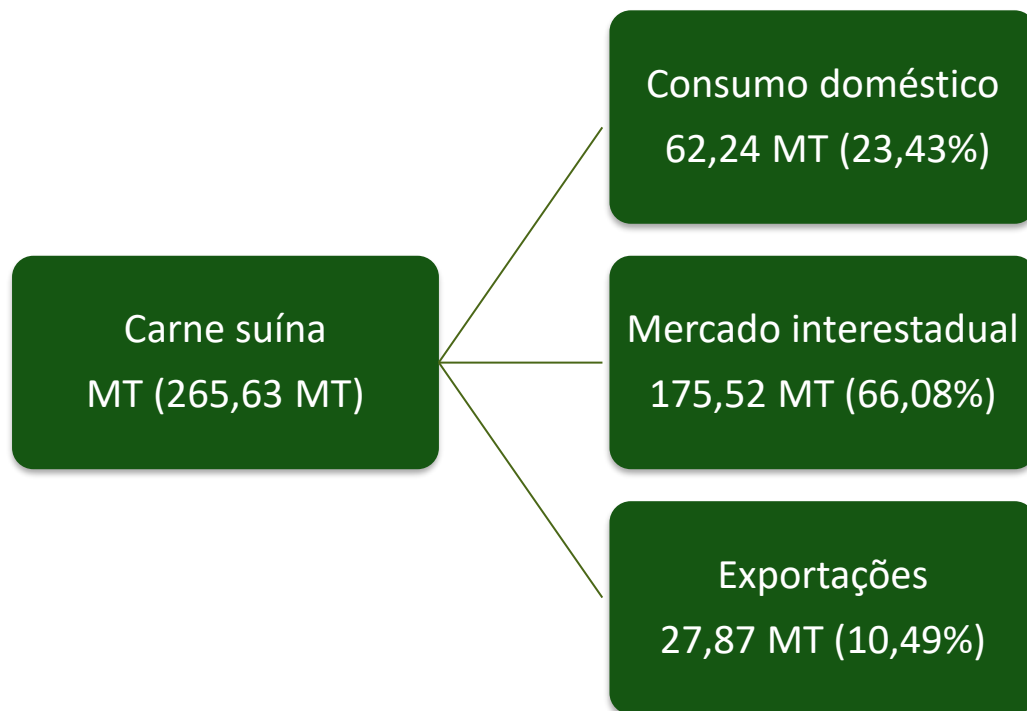 Consumo doméstico
62,24 MT (23,43%)
Carne suína
MT (265,63 MT)
Mercado interestadual
175,52 MT (66,08%)
Exportações
27,87 MT (10,49%)